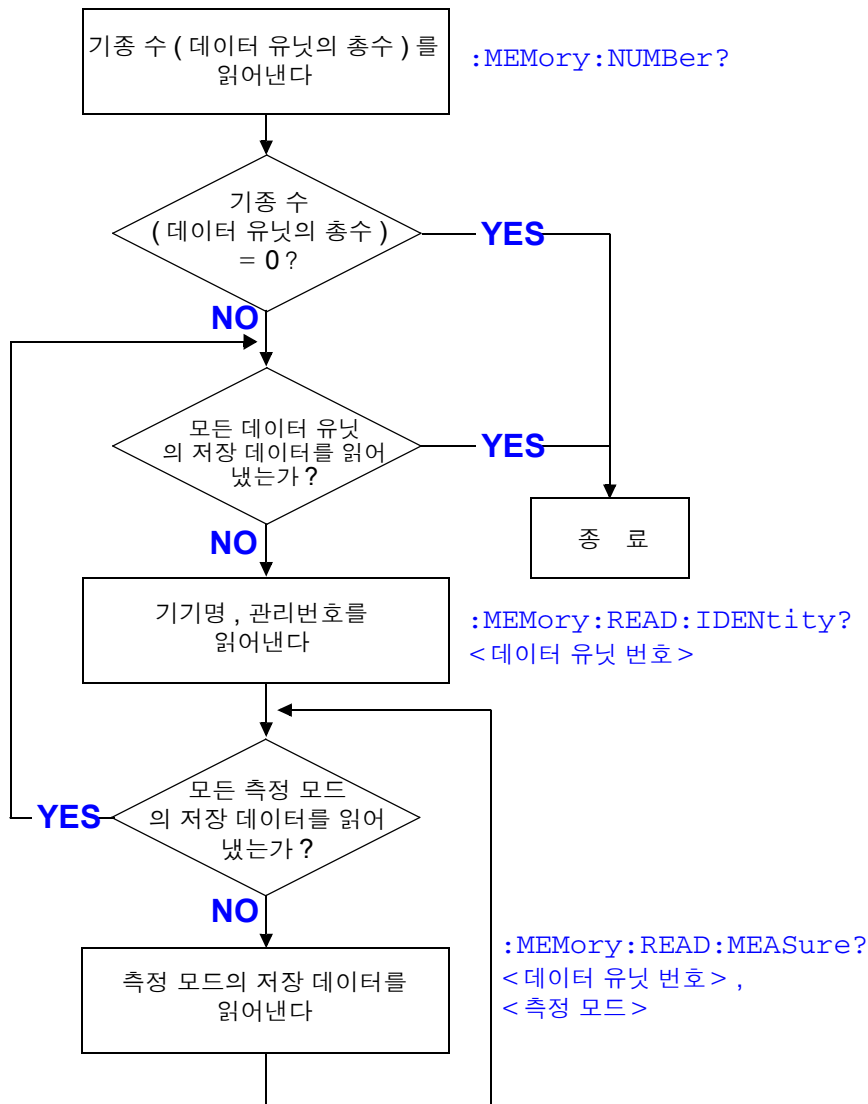 기종 수 ( 데이터 유닛의 총수 ) 를
읽어낸다
:MEMory:NUMBer?
기종 수
( 데이터 유닛의 총수 )
= 0 ?
YES
NO
모든 데이터 유닛
의 저장 데이터를 읽어
냈는가 ?
YES
NO
종 료
기기명 , 관리번호를
읽어낸다
:MEMory:READ:IDENtity?
< 데이터 유닛 번호 >
모든 측정 모드
의 저장 데이터를 읽어
냈는가 ?
YES
NO
측정 모드의 저장 데이터를
읽어낸다
:MEMory:READ:MEASure?
< 데이터 유닛 번호 > ,
< 측정 모드 >